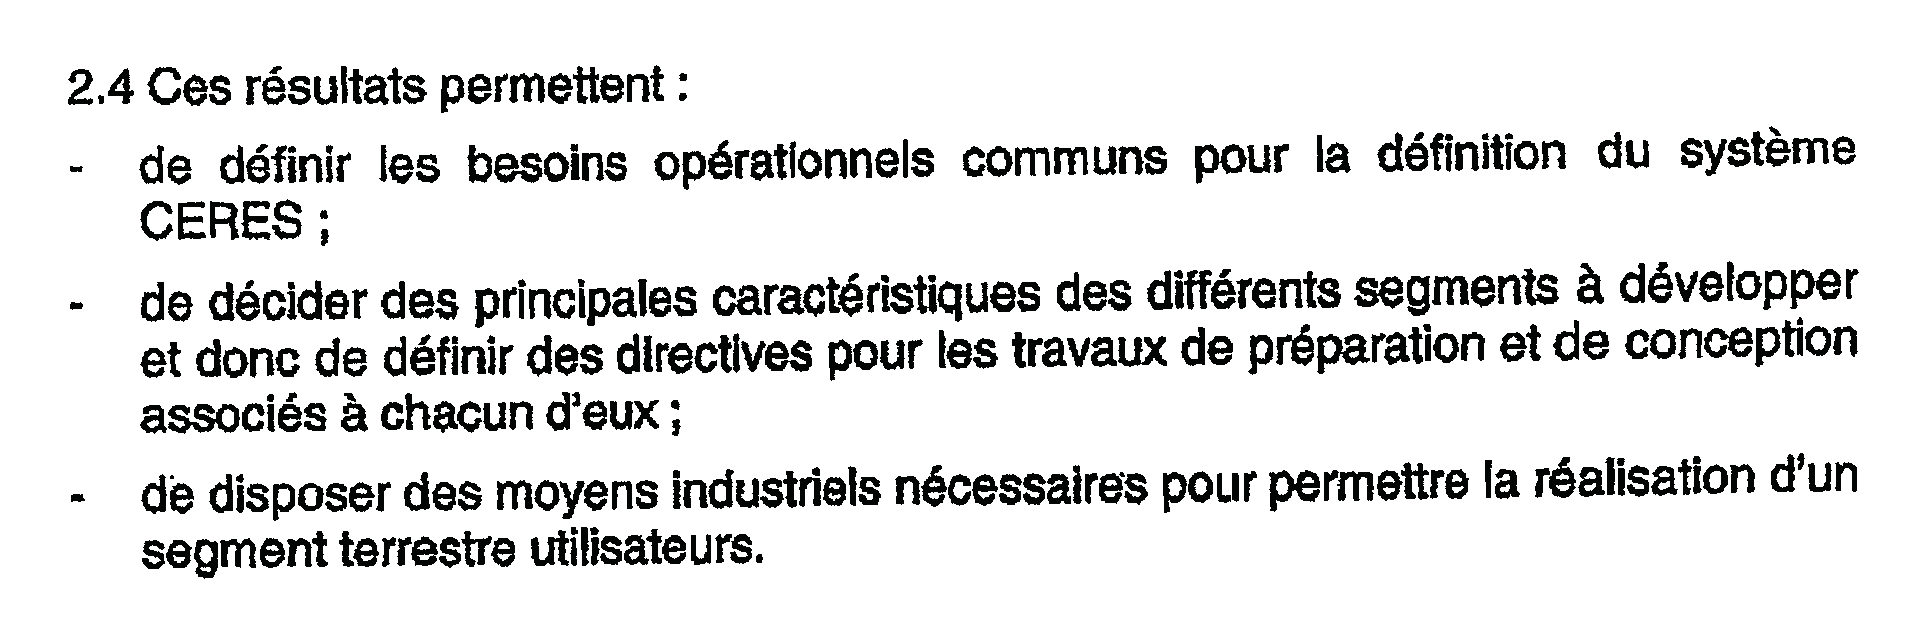 2.4 Ces résultats permettent :
- de définir les besoins opérationnels communs pour la définition du système
CERES ;
- de décider des principales caractéristiques des différents segments à développer
et donc de définir des directives pour les travaux de préparation et de conception
associés à chacun d'eux ;
- de disposer des moyens industriels nécessaires pour permettre la réalisation d'un
segment terrestre utilisateurs.